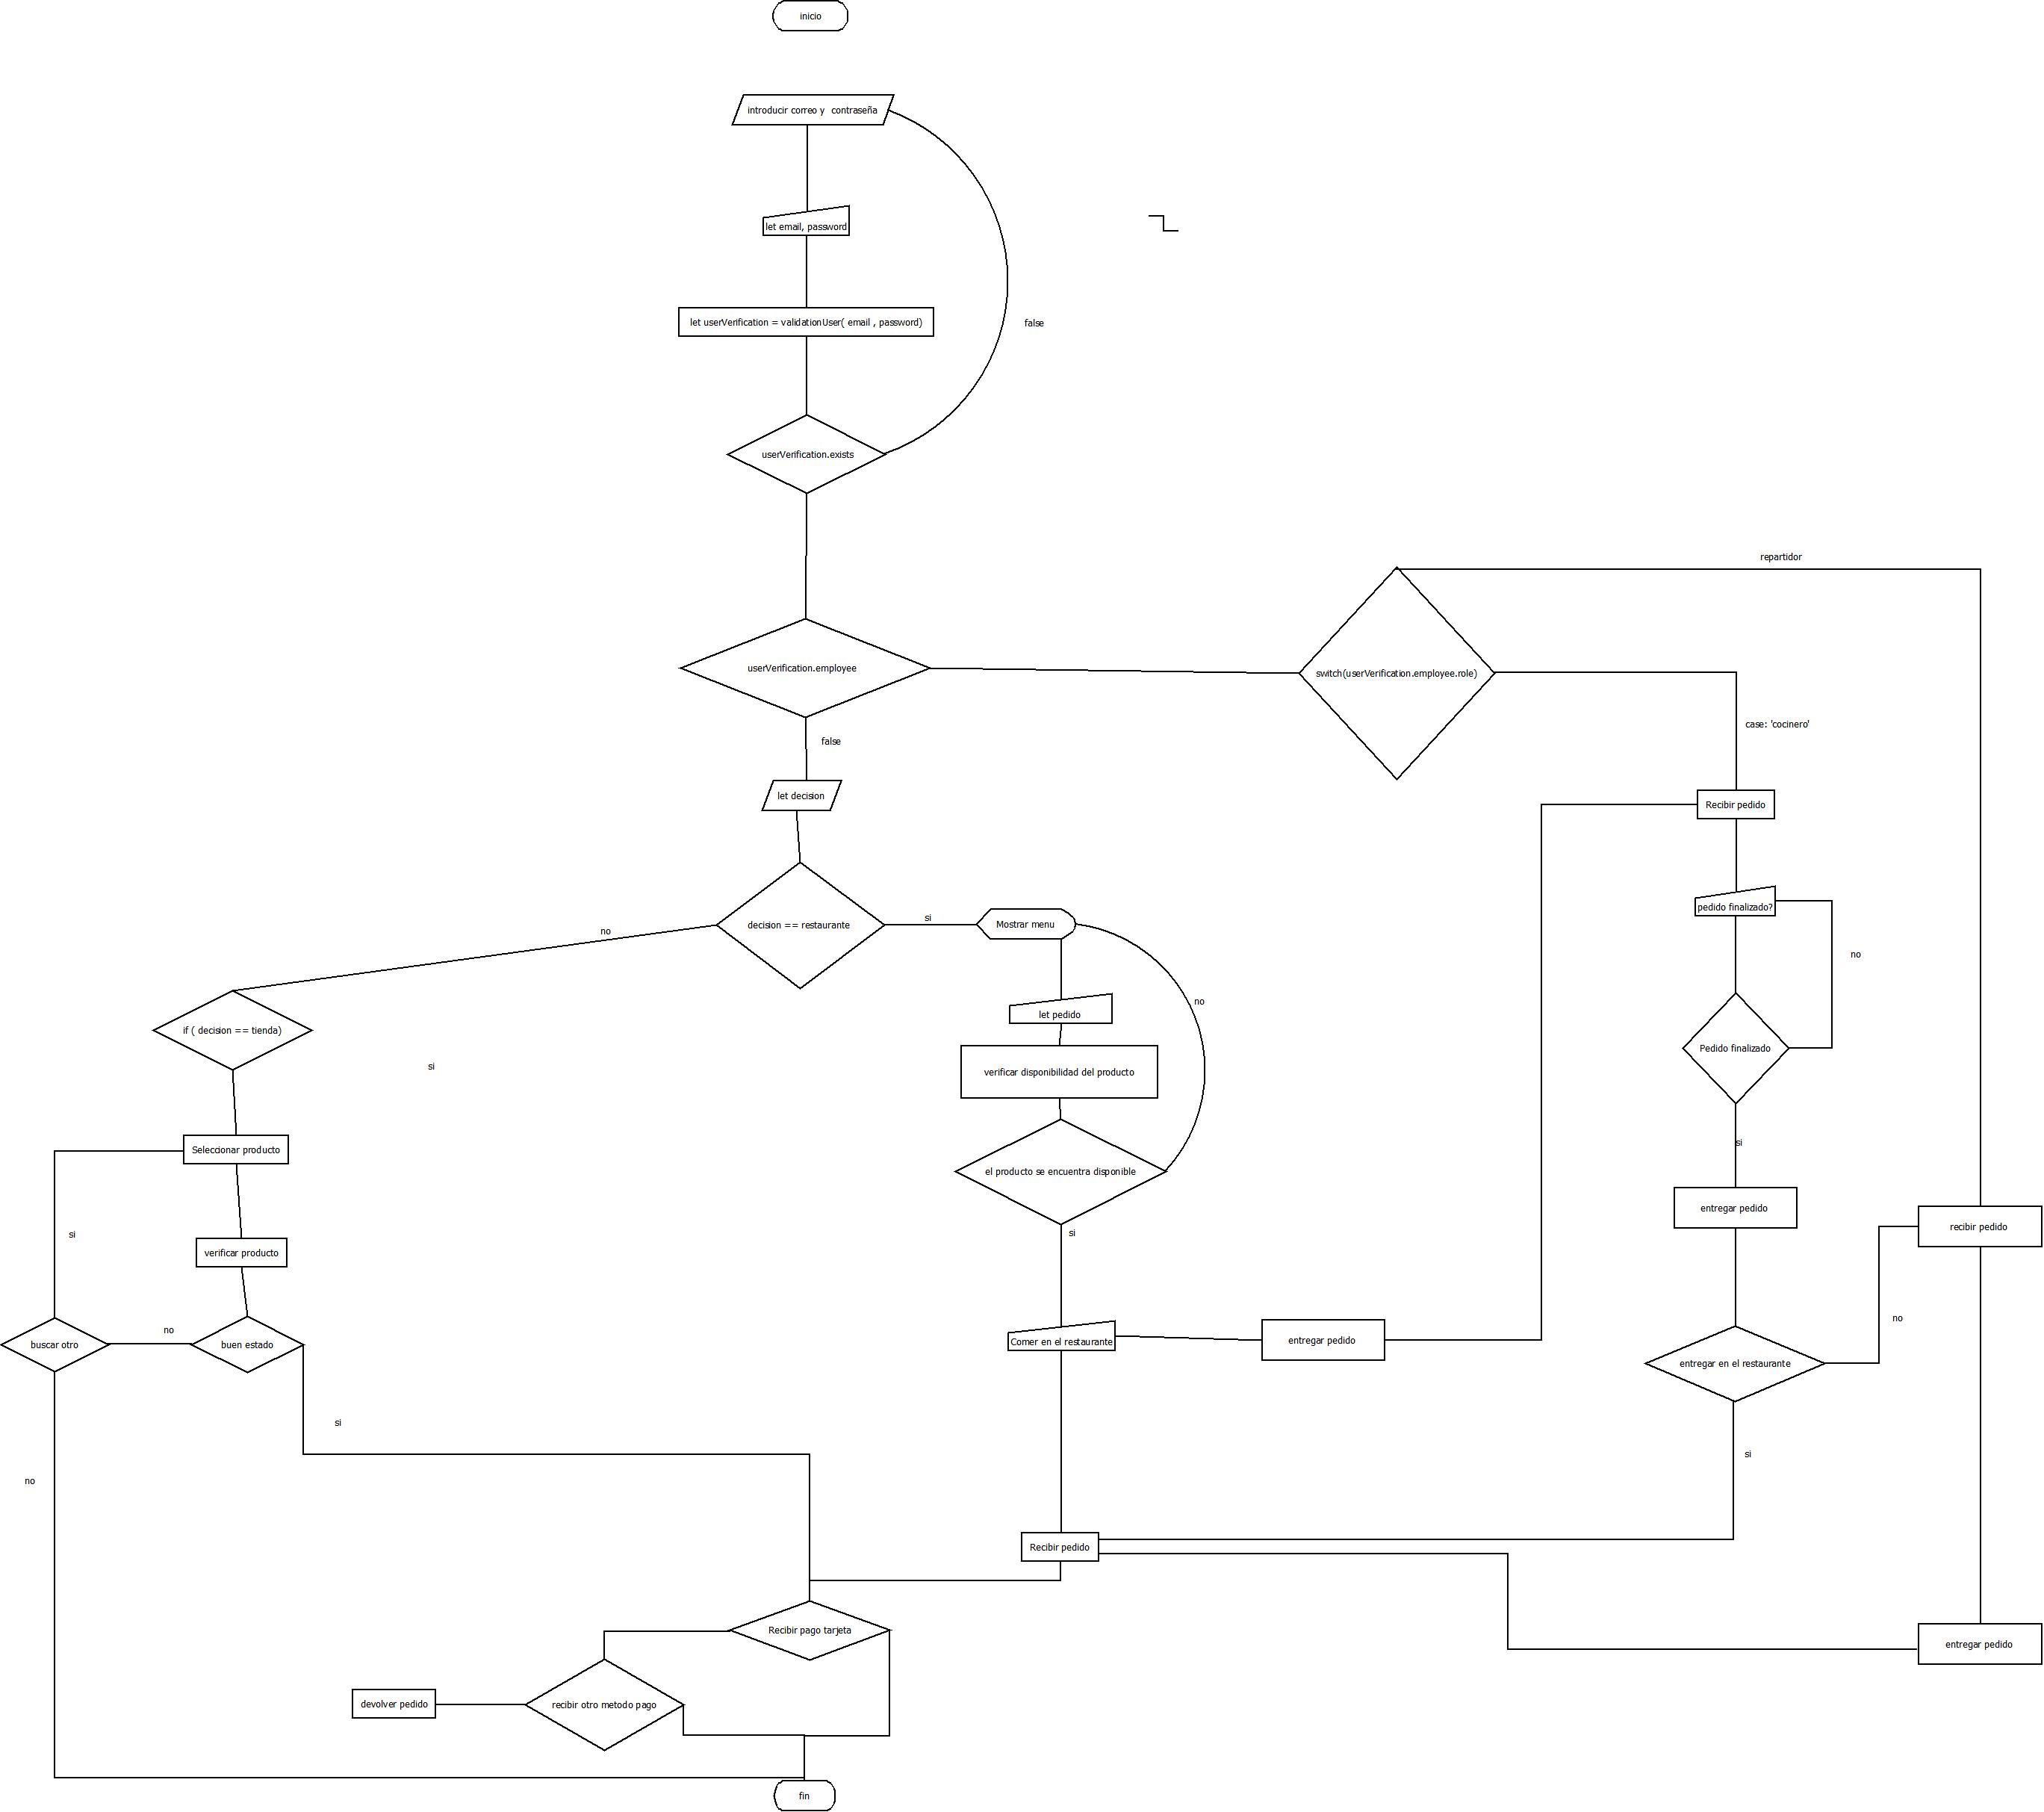 inicio
introducir correo y contraseña
let email, password
let userVerification = validationUser( email , password)
false
userVerification.exists
repartidor
userVerification.employee
switch(userVerification.employee.role)
case: 'cocinero'
false
let decision
Recibir pedido
pedido finalizado?
no
decision == restaurante
si
Mostrar menu
no
no
let pedido
if ( decision == tienda)
si
verificar disponibilidad del producto
Pedido finalizado
si
Seleccionar producto
el producto se encuentra disponible
si
entregar pedido
recibir pedido
si
verificar producto
no
Comer en el restaurante
entregar pedido
no
buscar otro
buen estado
entregar en el restaurante
si
si
no
Recibir pedido
Recibir pago tarjeta
entregar pedido
devolver pedido
recibir otro metodo pago
fin